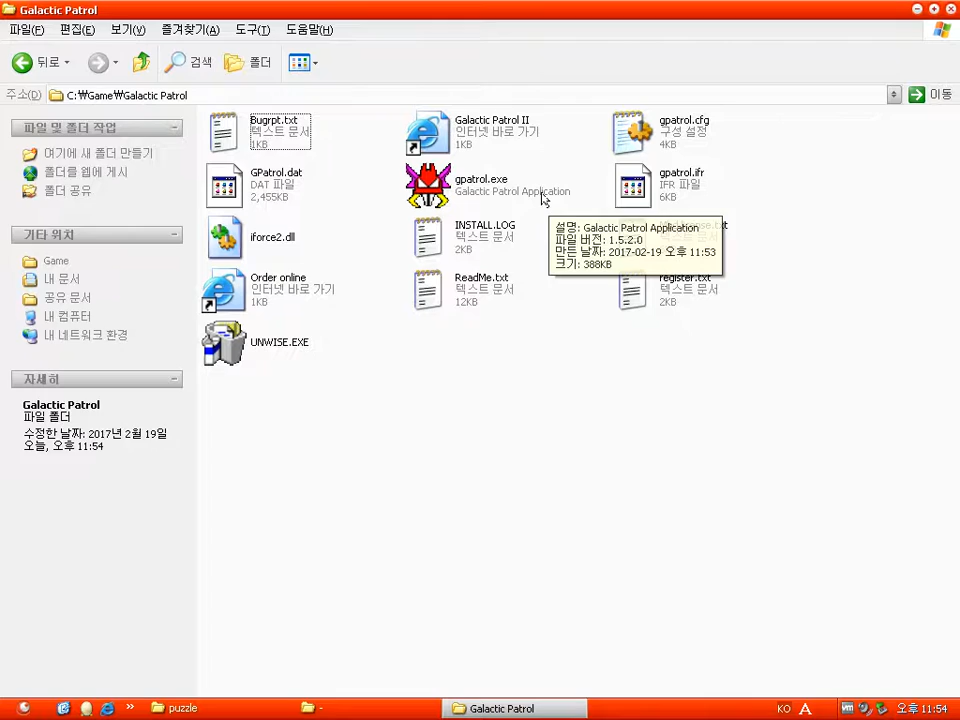 Galactic Patrol
파일(F) 편집(E) 보기(V) 즐겨찾기(A) 도구(T) 도움말(H)
뒤로 검색 폴더
주소(D) C:₩Game₩Galactic Patrol 이동
파일 및 폴더 작업
여기에 새 폴더 만들기
폴더를 웹에 게시
폴더 공유
기타 위치
Game
내 문서
공유 문서
내 컴퓨터
내 네트워크 환경
자세히
Galactic Patrol
파일 폴더
수정한 날짜: 2017년 2월 19일
오늘, 오후 11:54
Bugrpt.txt
텍스트 문서
1KB
Galactic Patrol II
인터넷 바로 가기
1KB
gpatrol.cfg
구성 설정
4KB
GPatrol.dat
DAT 파일
2,455KB
gpatrol.exe
Galactic Patrol Application
gpatrol.ifr
IFR 파일
6KB
iforce2.dll
INSTALL.LOG
텍스트 문서
2KB
설명: Galactic Patrol Application
파일 버전: 1.5.2.0
만든 날짜: 2017-02-19 오후 11:53
크기: 388KB
Order online
인터넷 바로 가기
1KB
ReadMe.txt
텍스트 문서
12KB
register.txt
텍스트 문서
2KB
UNWISE.EXE
puzzle
-
Galactic Patrol
KO A
오후 11:54